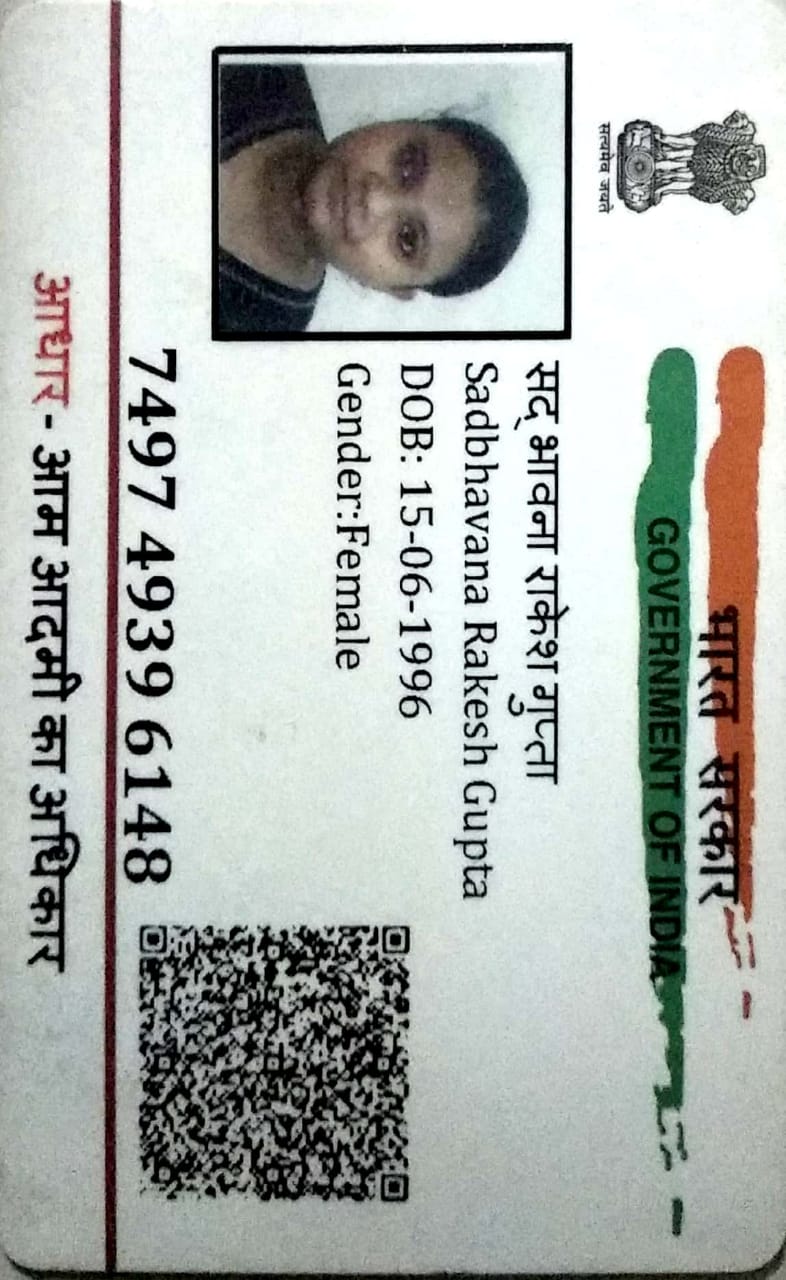 भारत सरकार
GOVERNMENT OF INDIA
सत्यमेव जयते
सद् भावना राकेश गुप्ता
Sadbhavana Rakesh Gupta
DOB: 15-06-1996
Gender:Female
7497 4939 6148
आधार - आम आदमी का अधिकार